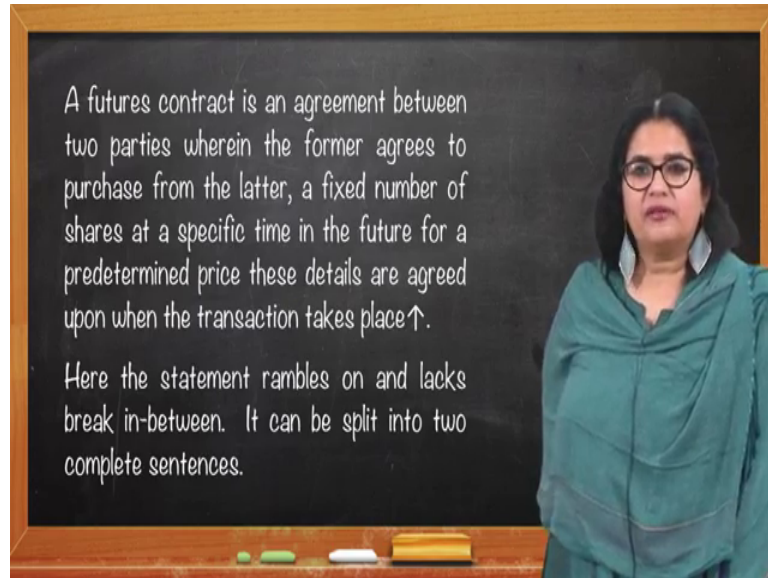 A futures contract is an agreement between
two parties wherein the former agrees to
purchase from the latter, a fixed number of
shares at a specific time in the future for a
predetermined price these details are agreed
upon when the transaction takes place↑.
Here the statement rambles on and lacks
break in-between. It can be split into two
complete sentences.